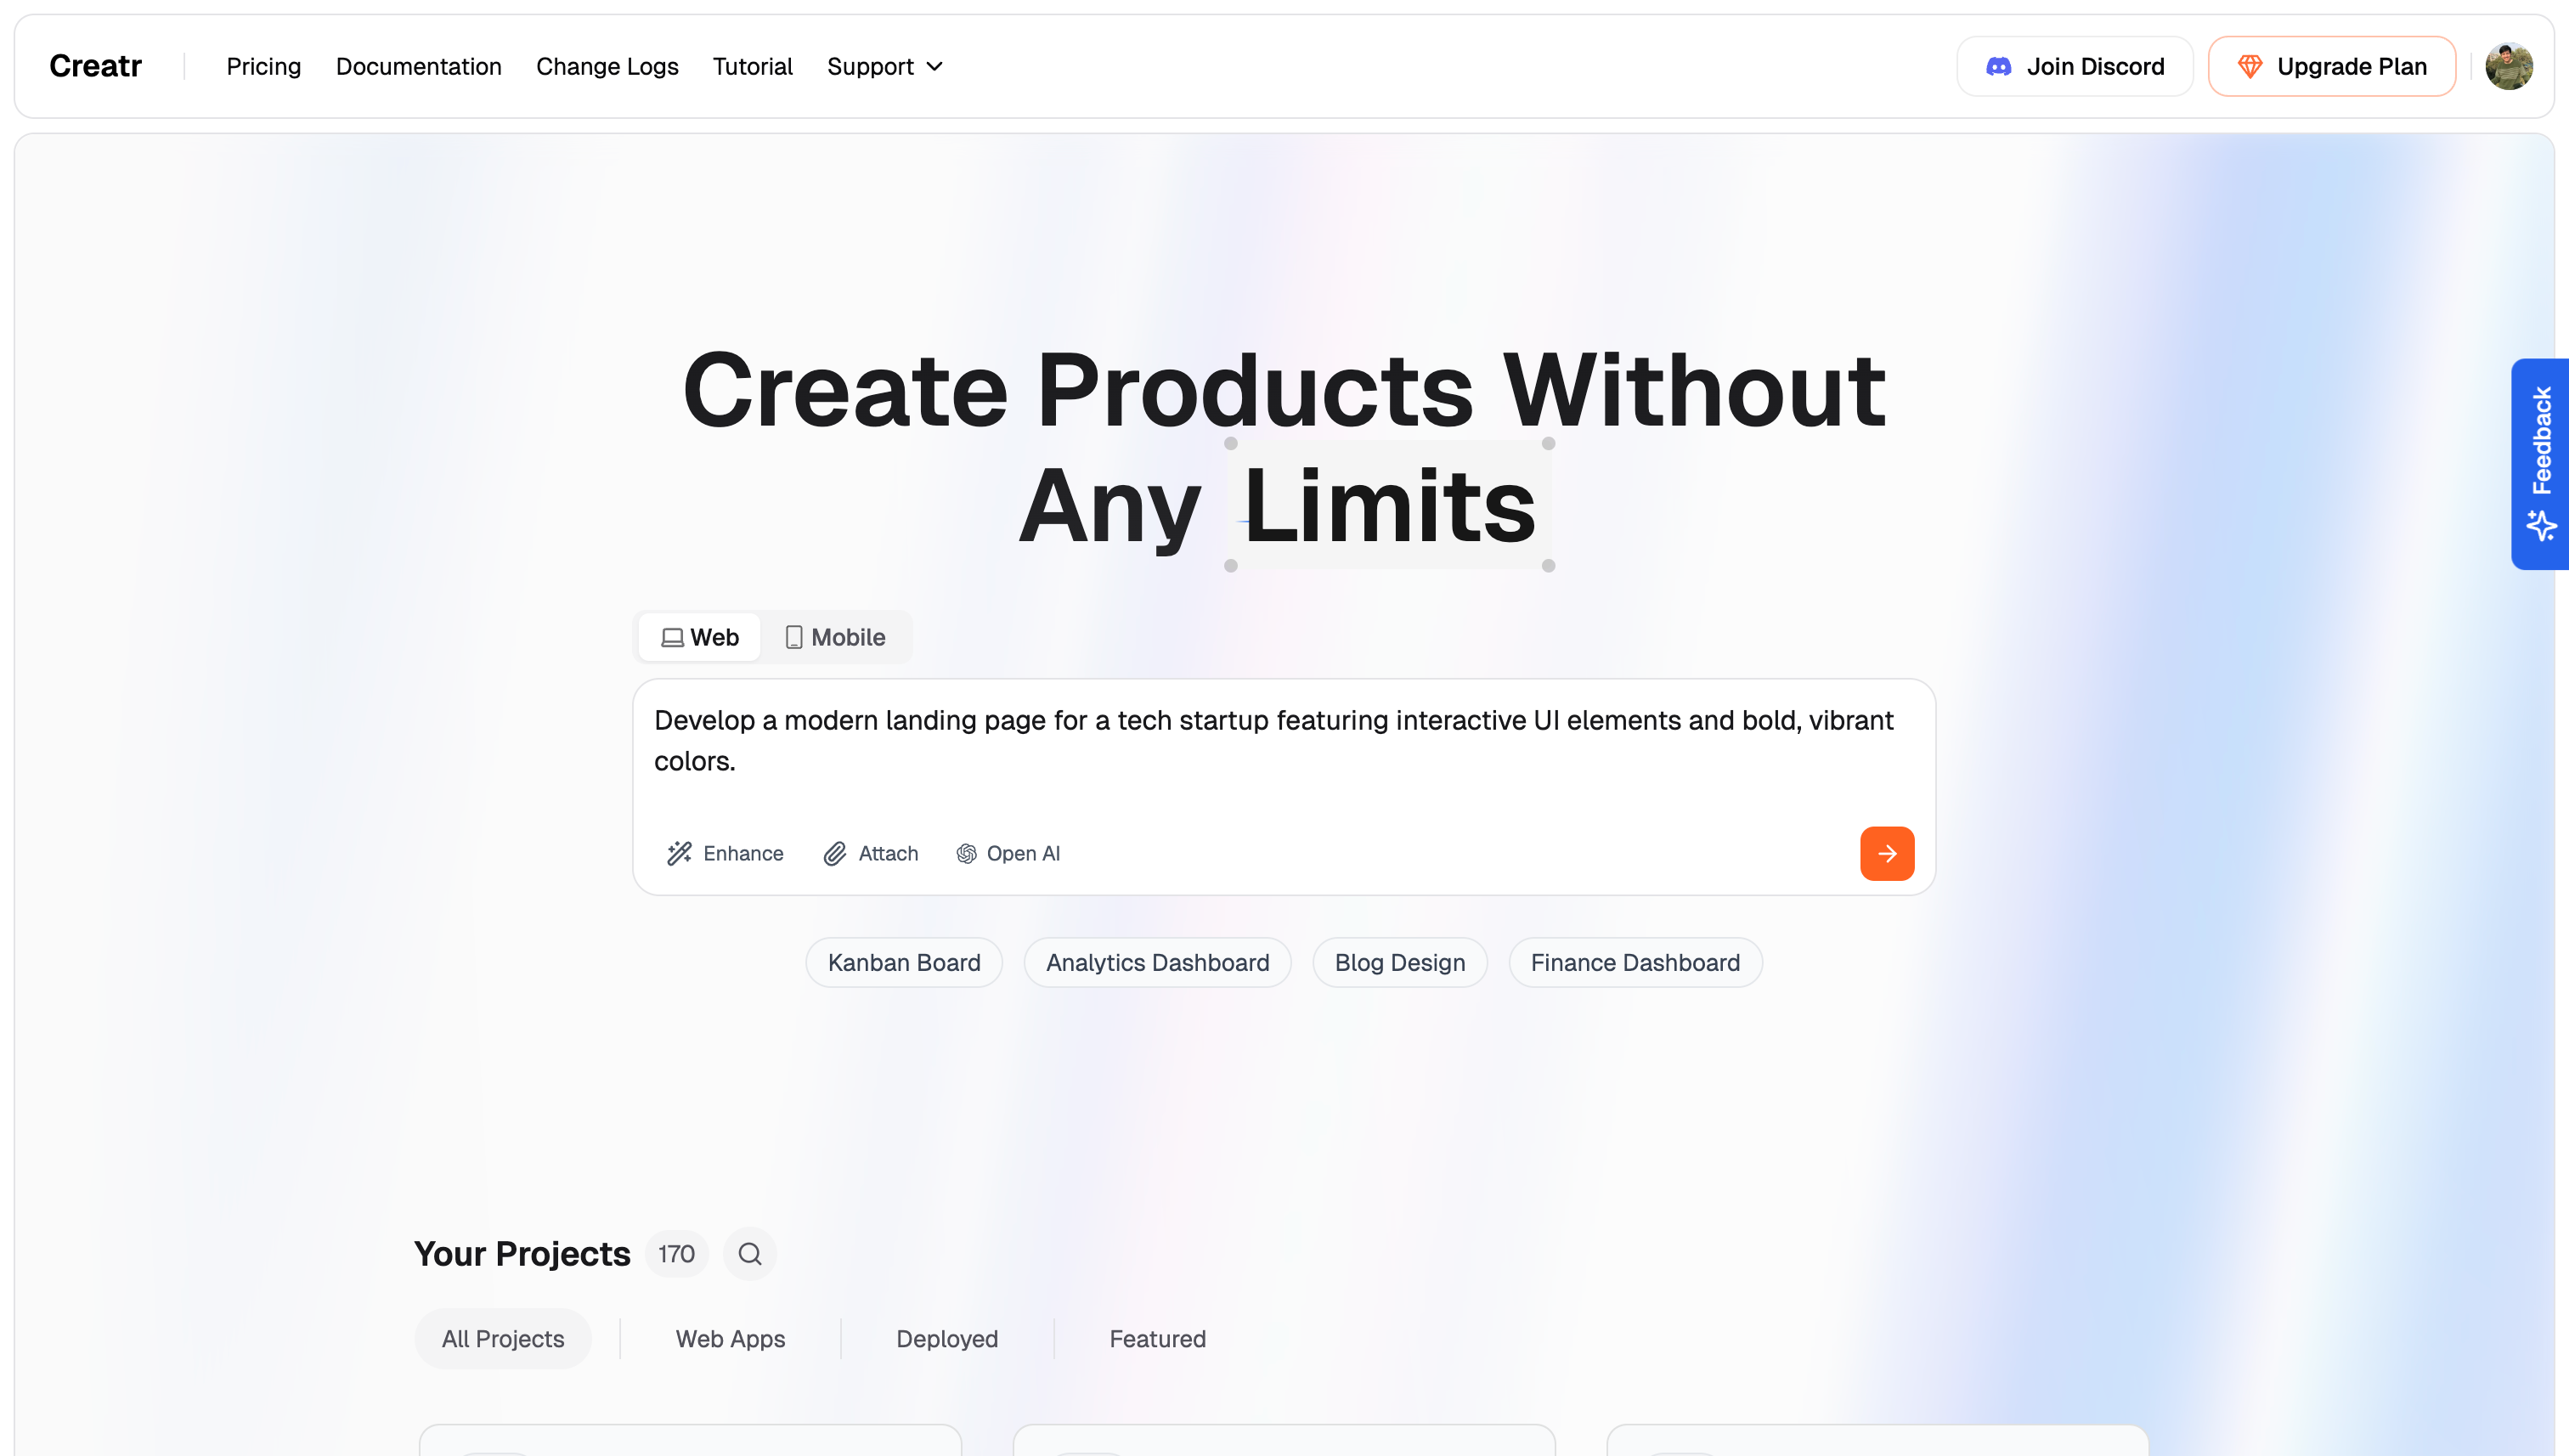 Creatr
Pricing
Documentation
Change Logs
Tutorial
Support
Join Discord
Upgrade Plan
Create Products Without
Any Limits
Feedback
Web
Mobile
Develop a modern landing page for a tech startup featuring interactive UI elements and bold, vibrant
colors.
Enhance
Attach
Open AI
Kanban Board
Analytics Dashboard
Blog Design
Finance Dashboard
Your Projects
170
All Projects
Web Apps
Deployed
Featured